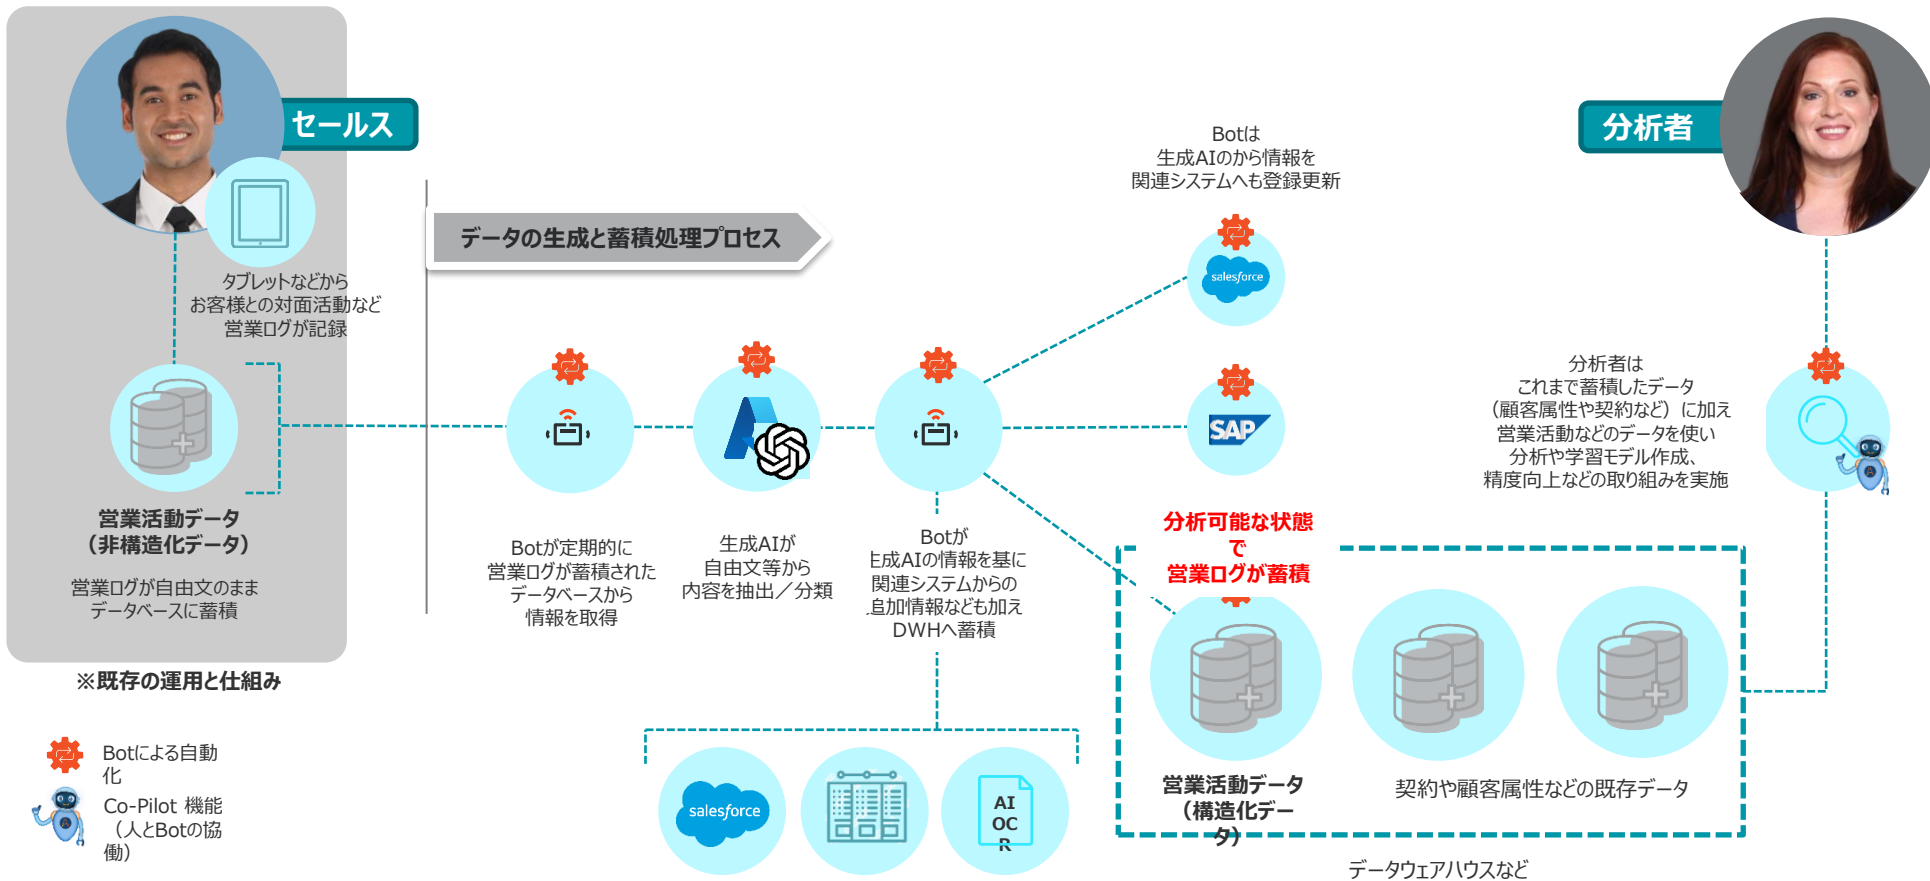 セールス
タブレットなどから
お客様との対面活動など
営業ログが記録
営業活動データ
（非構造化データ）
営業ログが自由文のまま
データベースに蓄積
※既存の運用と仕組み
Botによる自動
化
Co-Pilot 機能
（人とBotの協
働）
データの生成と蓄積処理プロセス
Botが定期的に
営業ログが蓄積された
データベースから
情報を取得
生成AIが
自由文等から
内容を抽出／分類
Botが
生成AIの情報を基に
関連システムからの
追加情報なども加え
DWHへ蓄積
salesforce
AI
OC
R
Botは
生成AIのから情報を
関連システムへも登録更新
salesforce
SAP
分析可能な状態
で
営業ログが蓄積
営業活動データ
（構造化デー
タ）
契約や顧客属性などの既存データ
データウェアハウスなど
分析者
分析者は
これまで蓄積したデータ
（顧客属性や契約など）に加え
営業活動などのデータを使い
分析や学習モデル作成、
精度向上などの取り組みを実施